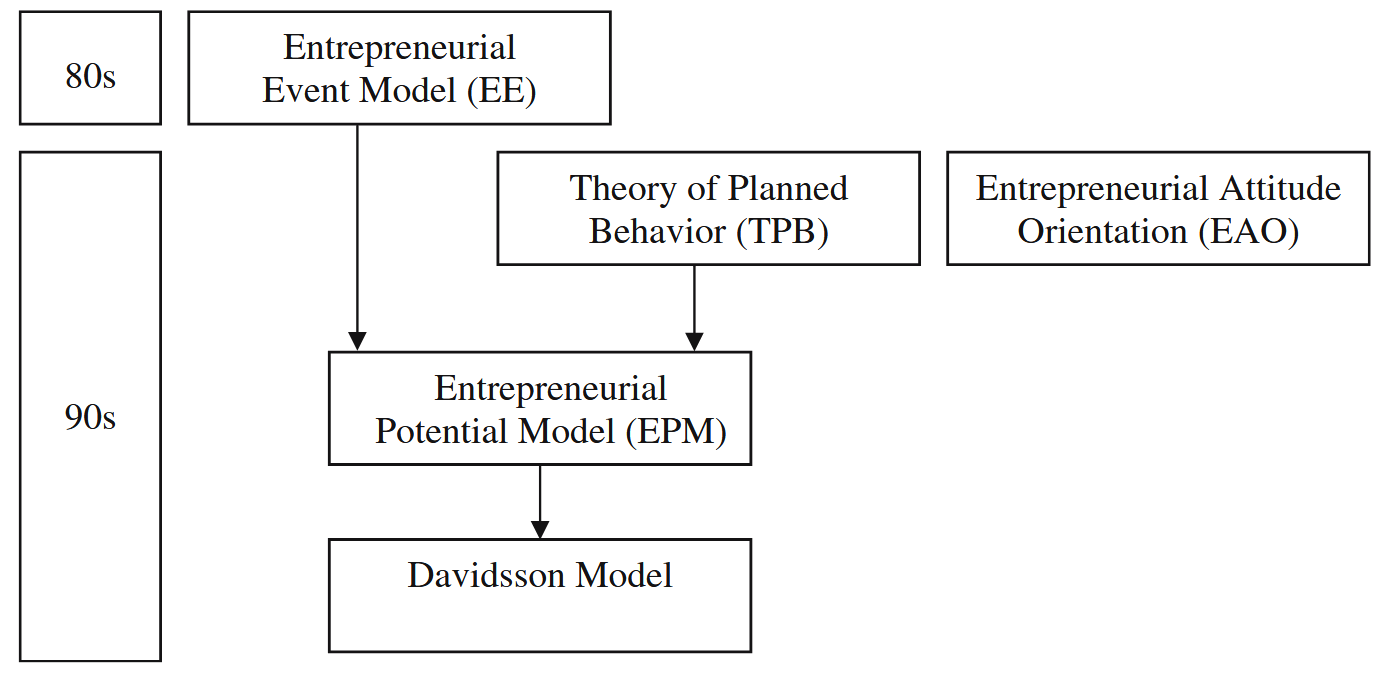 80s
Entrepreneurial
Event Model (EE)
Theory of Planned
Behavior (TPB)
Entrepreneurial Attitude
Orientation (EAO)
90s
Entrepreneurial
Potential Model (EPM)
Davidsson Model